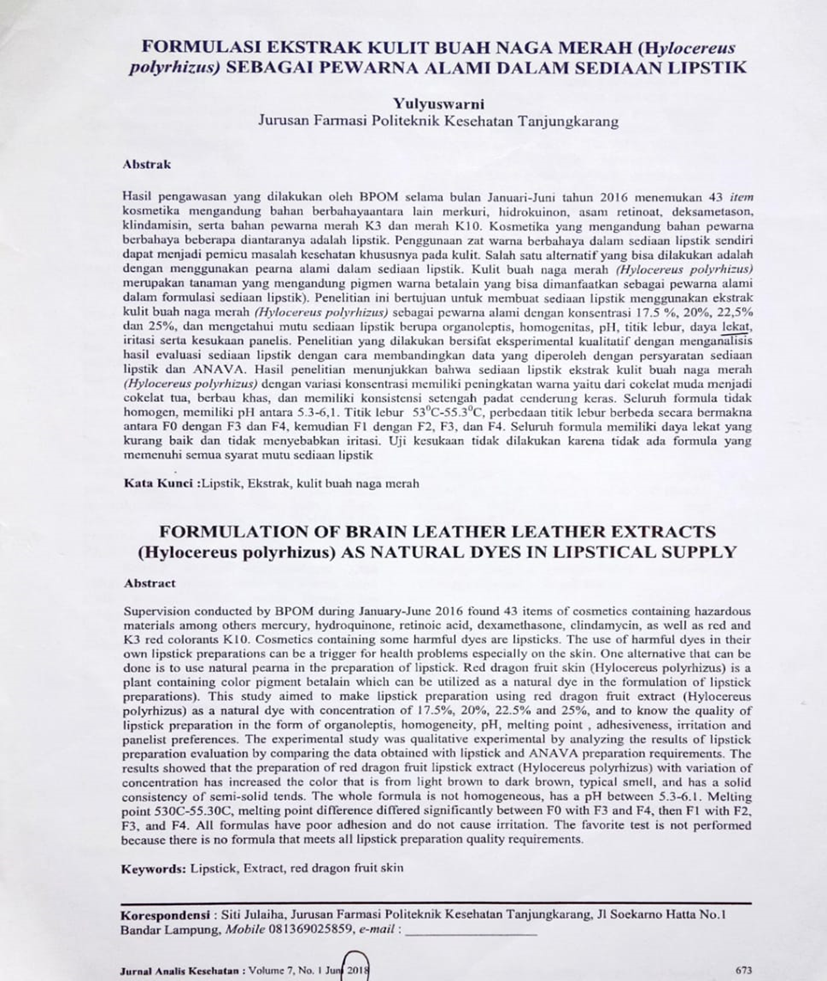 FORMULASI EKSTRAK KULIT BUAH NAGA MERAH (Hylocereus
polyrhizus) SEBAGAI PEWARNA ALAMI DALAM SEDIAAN LIPSTIK
Yulyuswarni
Jurusan Farmasi Politeknik Kesehatan Tanjungkarang
Abstrak
Hasil pengawasan yang dilakukan oleh BPOM selama bulan Januari-Juni tahun 2016 menemukan 43 item
kosmetika mengandung bahan berbahayaantara lain merkuri, hidrokuinon, asam retinoat, deksametason,
klindamisin, serta bahan pewarna merah K3 dan merah K10. Kosmetika yang mengandung bahan pewarna
berbahaya beberapa diantaranya adalah lipstik. Penggunaan zat warna berbahaya dalam sediaan lipstik sendiri
dapat menjadi pemicu masalah kesehatan khususnya pada kulit. Salah satu alternatif yang bisa dilakukan adalah
dengan menggunakan pearna alami dalam sediaan lipstik. Kulit buah naga merah (Hylocereus polyrhizus)
merupakan tanaman yang mengandung pigmen warna betalain yang bisa dimanfaatkan sebagai pewarna alami
dalam formulasi sediaan lipstik). Penelitian ini bertujuan untuk membuat sediaan lipstik menggunakan ekstrak
kulit buah naga merah (Hylocereus polyrhizus) sebagai pewarna alami dengan konsentrasi 17.5 %, 20%, 22,5%
dan 25%, dan mengetahui mutu sediaan lipstik berupa organoleptis, homogenitas, pH, titik lebur, daya lekat,
iritasi serta kesukaan panelis. Penelitian yang dilakukan bersifat eksperimental kualitatif dengan menganalisis
hasil evaluasi sediaan lipstik dengan cara membandingkan data yang diperoleh dengan persyaratan sediaan
lipstik dan ANAVA. Hasil penelitian menunjukkan bahwa sediaan lipstik ekstrak kulit buah naga merah
(Hylocereus polyrhizus) dengan variasi konsentrasi memiliki peningkatan warna yaitu dari cokelat muda menjadi
cokelat tua, berbau khas, dan memiliki konsistensi setengah padat cenderung keras. Seluruh formula tidak
homogen, memiliki pH antara 5.3-6,1. Titik lebur 53⁰C-55.3⁰C, perbedaan titik lebur berbeda secara bermakna
antara F0 dengan F3 dan F4, kemudian F1 dengan F2, F3, dan F4. Seluruh formula memiliki daya lekat yang
kurang baik dan tidak menyebabkan iritasi. Uji kesukaan tidak dilakukan karena tidak ada formula yang
memenuhi semua syarat mutu sediaan lipstik
Kata Kunci :Lipstik, Ekstrak, kulit buah naga merah
FORMULATION OF BRAIN LEATHER LEATHER EXTRACTS
(Hylocereus polyrhizus) AS NATURAL DYES IN LIPSTICAL SUPPLY
Abstract
Supervision conducted by BPOM during January-June 2016 found 43 items of cosmetics containing hazardous
materials among others mercury, hydroquinone, retinoic acid, dexamethasone, clindamycin, as well as red and
K3 red colorants K10. Cosmetics containing some harmful dyes are lipsticks. The use of harmful dyes in their
own lipstick preparations can be a trigger for health problems especially on the skin. One alternative that can be
done is to use natural pearna in the preparation of lipstick. Red dragon fruit skin (Hylocereus polyrhizus) is a
plant containing color pigment betalain which can be utilized as a natural dye in the formulation of lipstick
preparations). This study aimed to make lipstick preparation using red dragon fruit extract (Hylocereus
polyrhizus) as a natural dye with concentration of 17.5%, 20%, 22.5% and 25%, and to know the quality of
lipstick preparation in the form of organoleptis, homogeneity, pH, melting point , adhesiveness, irritation and
panelist preferences. The experimental study was qualitative experimental by analyzing the results of lipstick
preparation evaluation by comparing the data obtained with lipstick and ANAVA preparation requirements. The
results showed that the preparation of red dragon fruit lipstick extract (Hylocereus polyrhizus) with variation of
concentration has increased the color that is from light brown to dark brown, typical smell, and has a solid
consistency of semi-solid tends. The whole formula is not homogeneous, has a pH between 5.3-6.1. Melting
point 530C-55.30C, melting point difference differed significantly between F0 with F3 and F4, then F1 with F2,
F3, and F4. All formulas have poor adhesion and do not cause irritation. The favorite test is not performed
because there is no formula that meets all lipstick preparation quality requirements.
Keywords: Lipstick, Extract, red dragon fruit skin
Korespondensi : Siti Julaiha, Jurusan Farmasi Politeknik Kesehatan Tanjungkarang, Jl Soekarno Hatta No.1
Bandar Lampung, Mobile 081369025859, e-mail : ____________________
Jurnal Analis Kesehatan : Volume 7, No. 1 Juni 2018 673